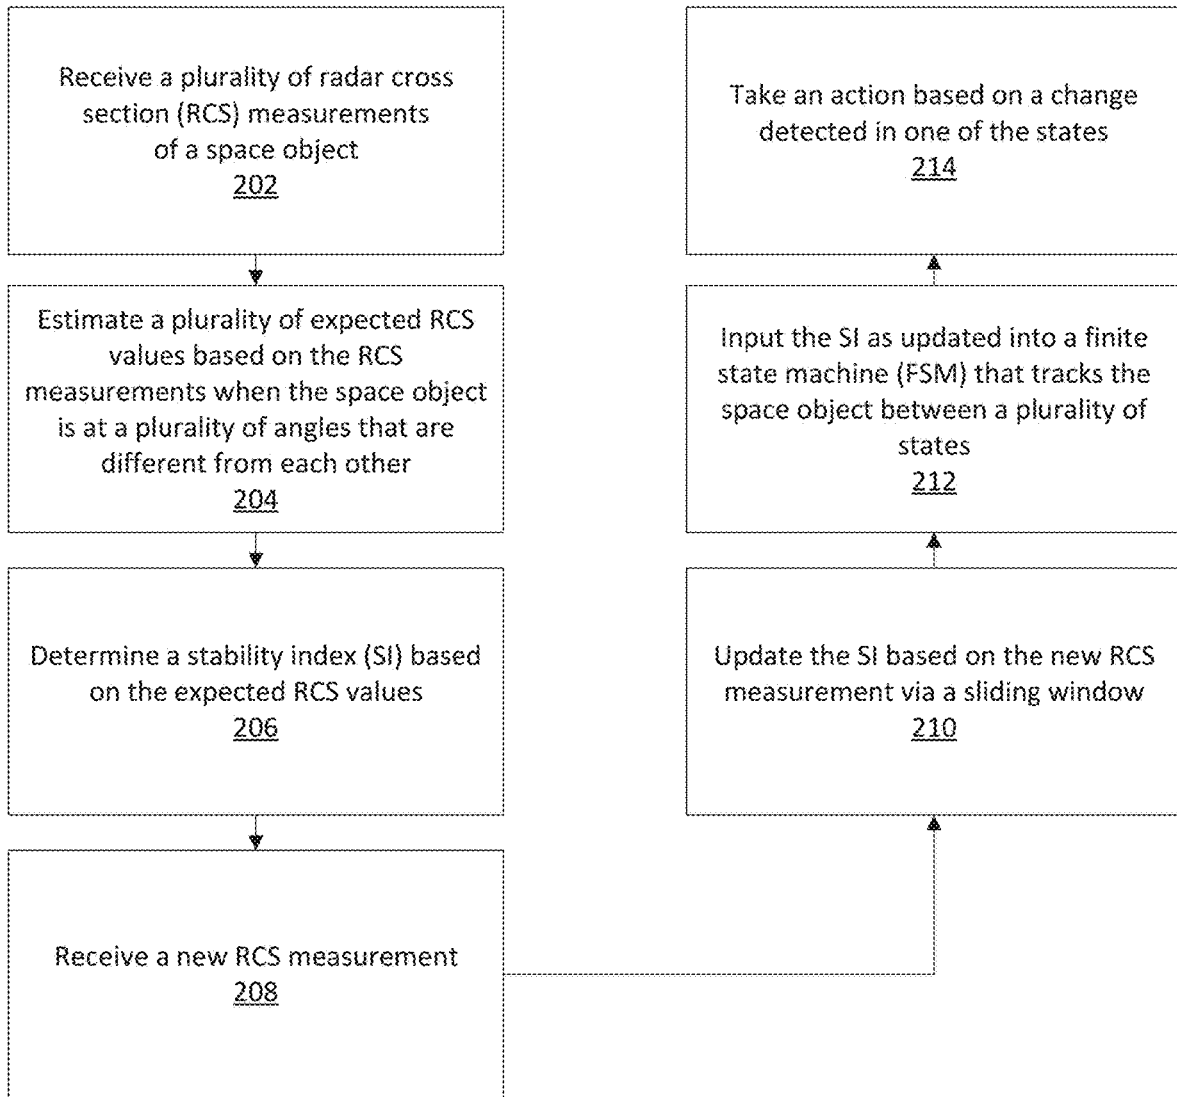 Receive a plurality of radar cross
section (RCS) measurements
of a space object
202
Estimate a plurality of expected RCS
values based on the RCS
measurements when the space object
is at a plurality of angles that are
different from each other
204
Determine a stability index (SI) based
on the expected RCS values
206
Receive a new RCS measurement
208
Update the SI based on the new RCS
measurement via a sliding window
210
Input the SI as updated into a finite
state machine (FSM) that tracks the
space object between a plurality of
states
212
Take an action based on a change
detected in one of the states
214